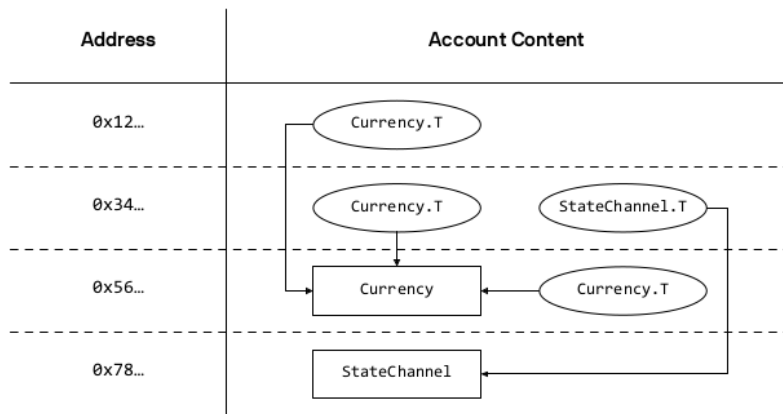 Address Account Content
0x12… Currency.T
0x34… Currency.T StateChannel.T
0x56… Currency Currency.T
0x78… StateChannel